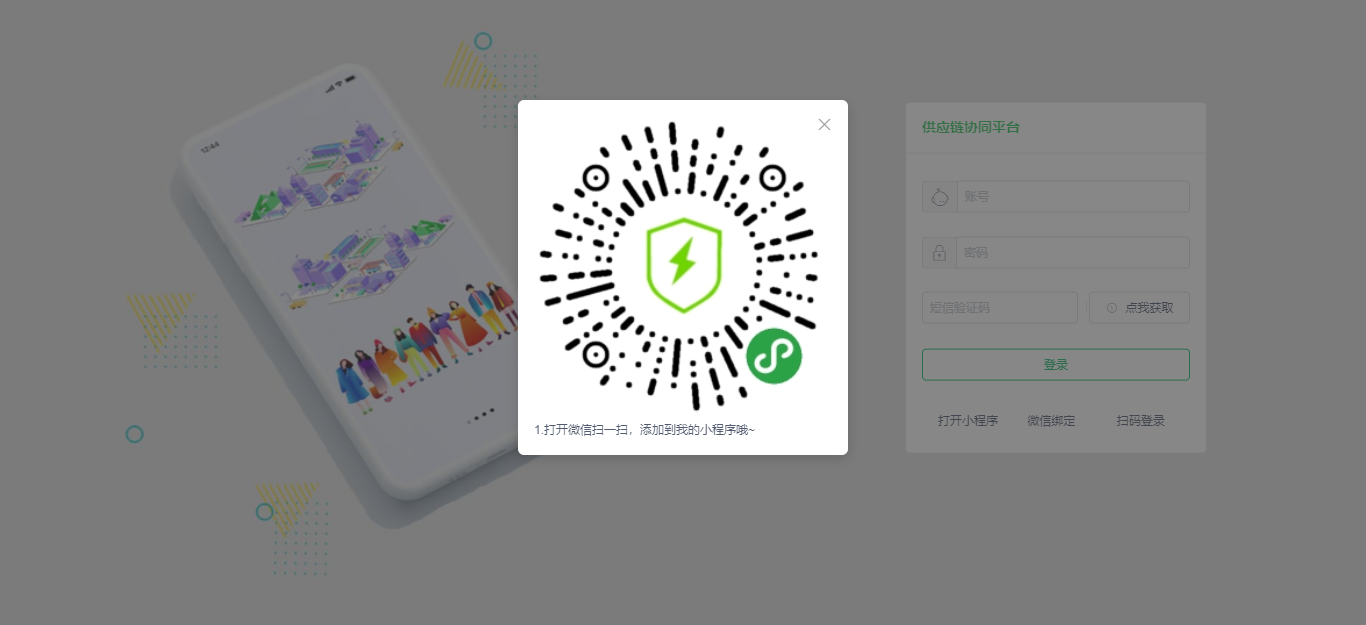 12:44
1.打开微信扫一扫，添加到我的小程序哦~
供应链协同平台
账号
密码
短信验证码
点我获取
登录
打开小程序 微信绑定 扫码登录